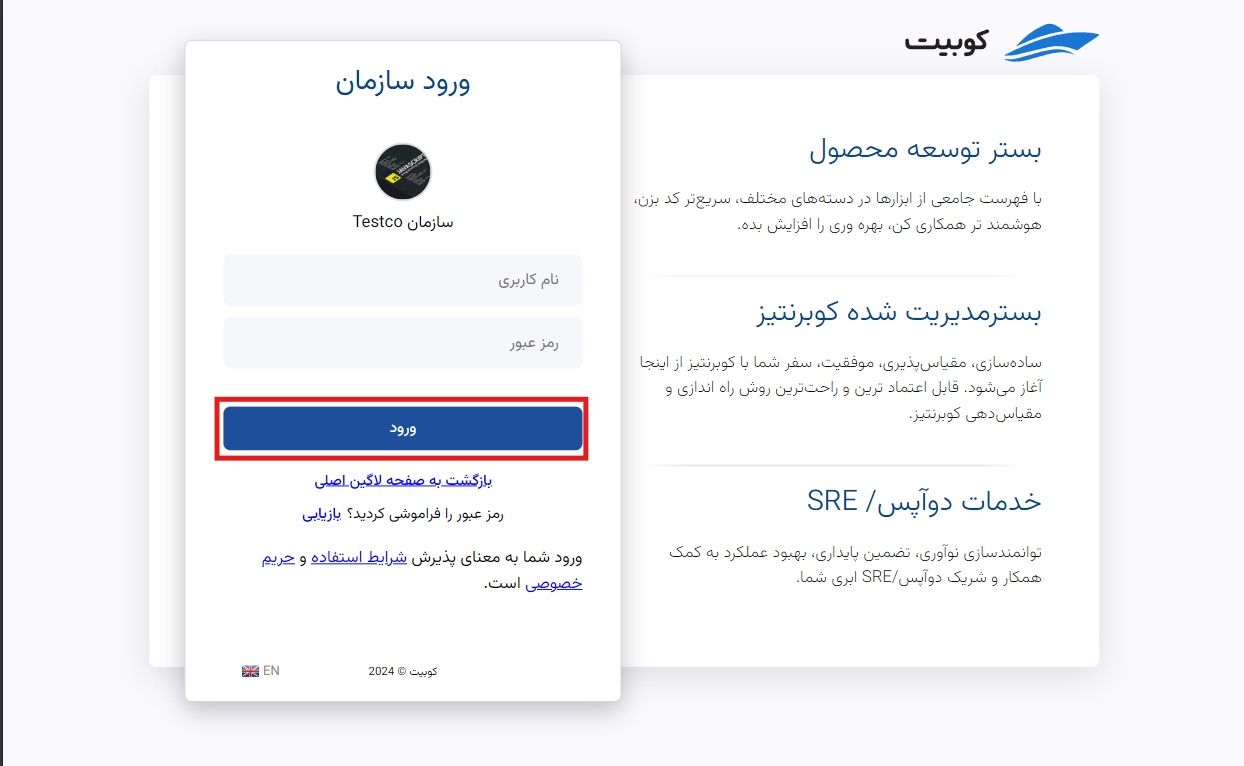 کوبیت
بستر توسعه محصول
با فهرست جامعی از ابزارها در دسته‌های مختلف، سریع‌تر کد بزن،
هوشمند تر همکاری کن، بهره وری را افزایش بده.
بسترمدیریت شده کوبرنتیز
ساده‌سازی، مقیاس‌پذیری، موفقیت، سفر شما با کوبرنتیز از اینجا
آغاز می‌شود. قابل اعتماد ترین و راحت‌ترین روش راه اندازی و
مقیاس‌دهی کوبرنتیز.
خدمات دوآپس/ SRE
توانمندسازی نوآوری، تضمین پایداری، بهبود عملکرد به کمک
همکار و شریک دوآپس/SRE ابری شما.
ورود سازمان
JAVASCRIPT
JS
سازمان Testco
نام کاربری
رمز عبور
ورود
بازگشت به صفحه لاگین اصلی
رمز عبور را فراموشی کردید؟ بازیابی
ورود شما به معنای پذیرش شرایط استفاده و حریم
خصوصی است.
کوبیت © 2024
EN